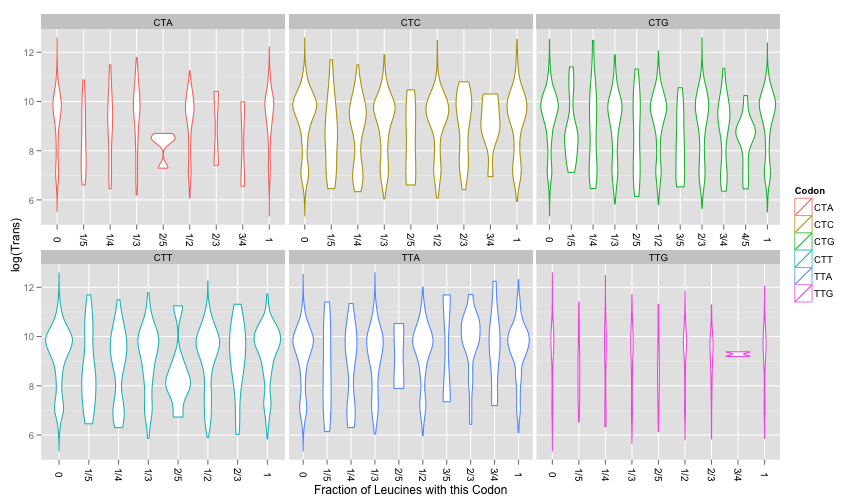 CTA CTC CTG
12
10
8
6
0 1/5 1/4 1/3 2/5 1/2 2/3 3/4 1
0 1/5 1/4 1/3 2/5 1/2 2/3 3/4 1
0 1/5 1/4 1/3 2/5 1/2 3/5 2/3 3/4 4/5 1
CTT TTA TTG
12
10
8
6
0 1/5 1/4 1/3 2/5 1/2 2/3 1
0 1/5 1/4 1/3 2/5 1/2 3/5 2/3 3/4 1
0 1/5 1/4 1/3 2/5 1/2 2/3 3/4 1
log(Trans)
Fraction of Leucines with this Codon
Codon
CTA
CTC
CTG
CTT
TTA
TTG